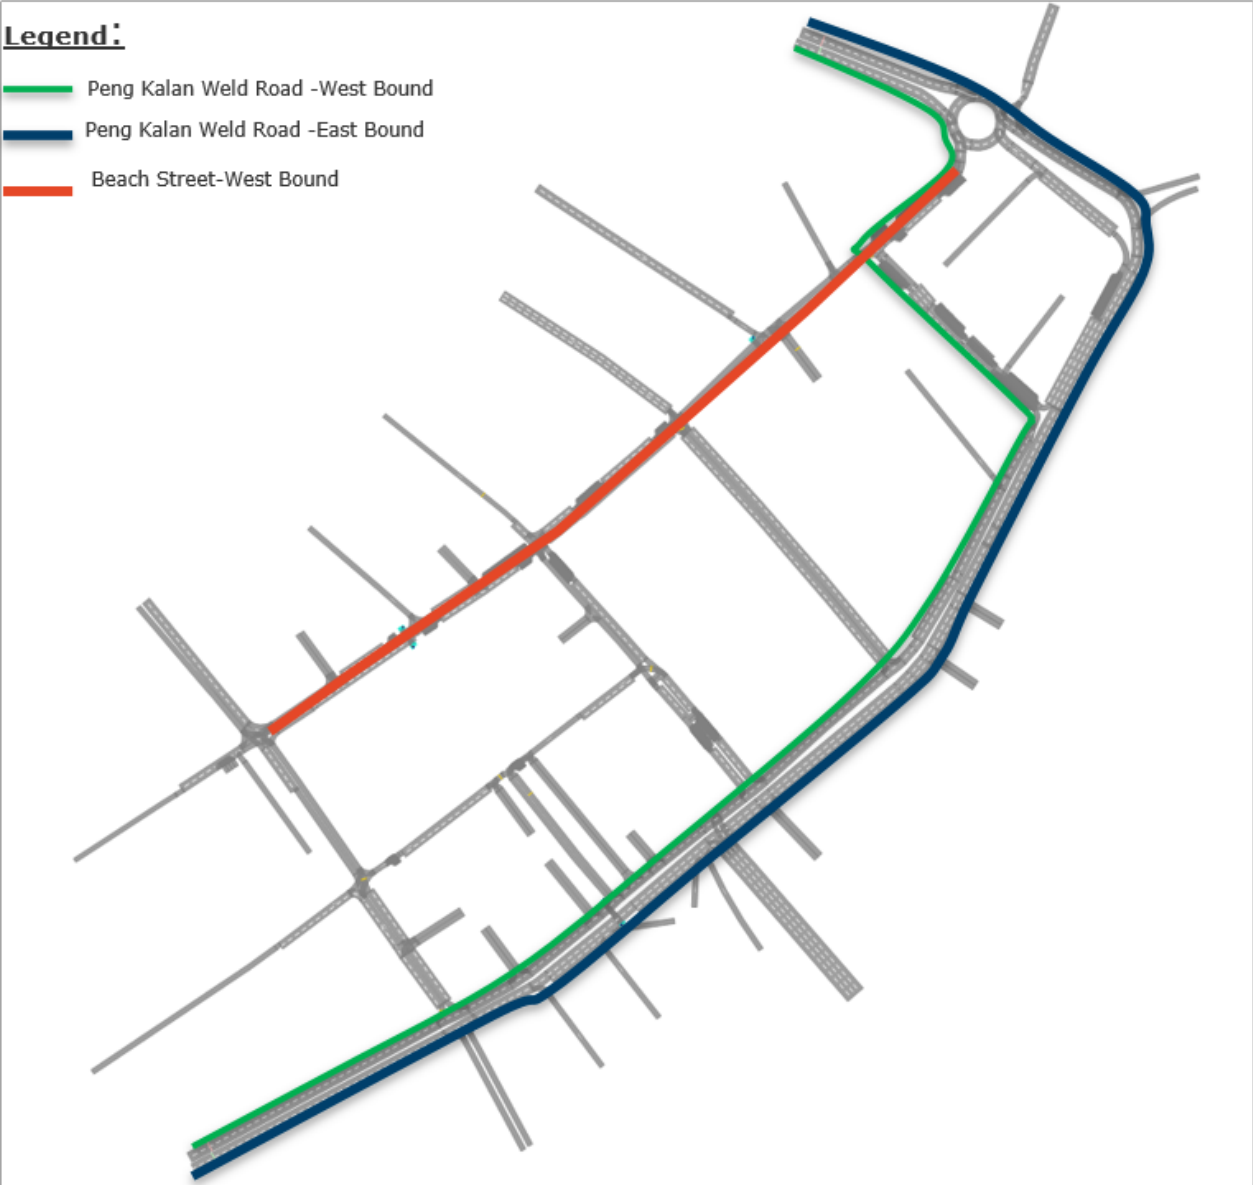 Legend:
Peng Kalan Weld Road -West Bound
Peng Kalan Weld Road -East Bound
Beach Street-West Bound